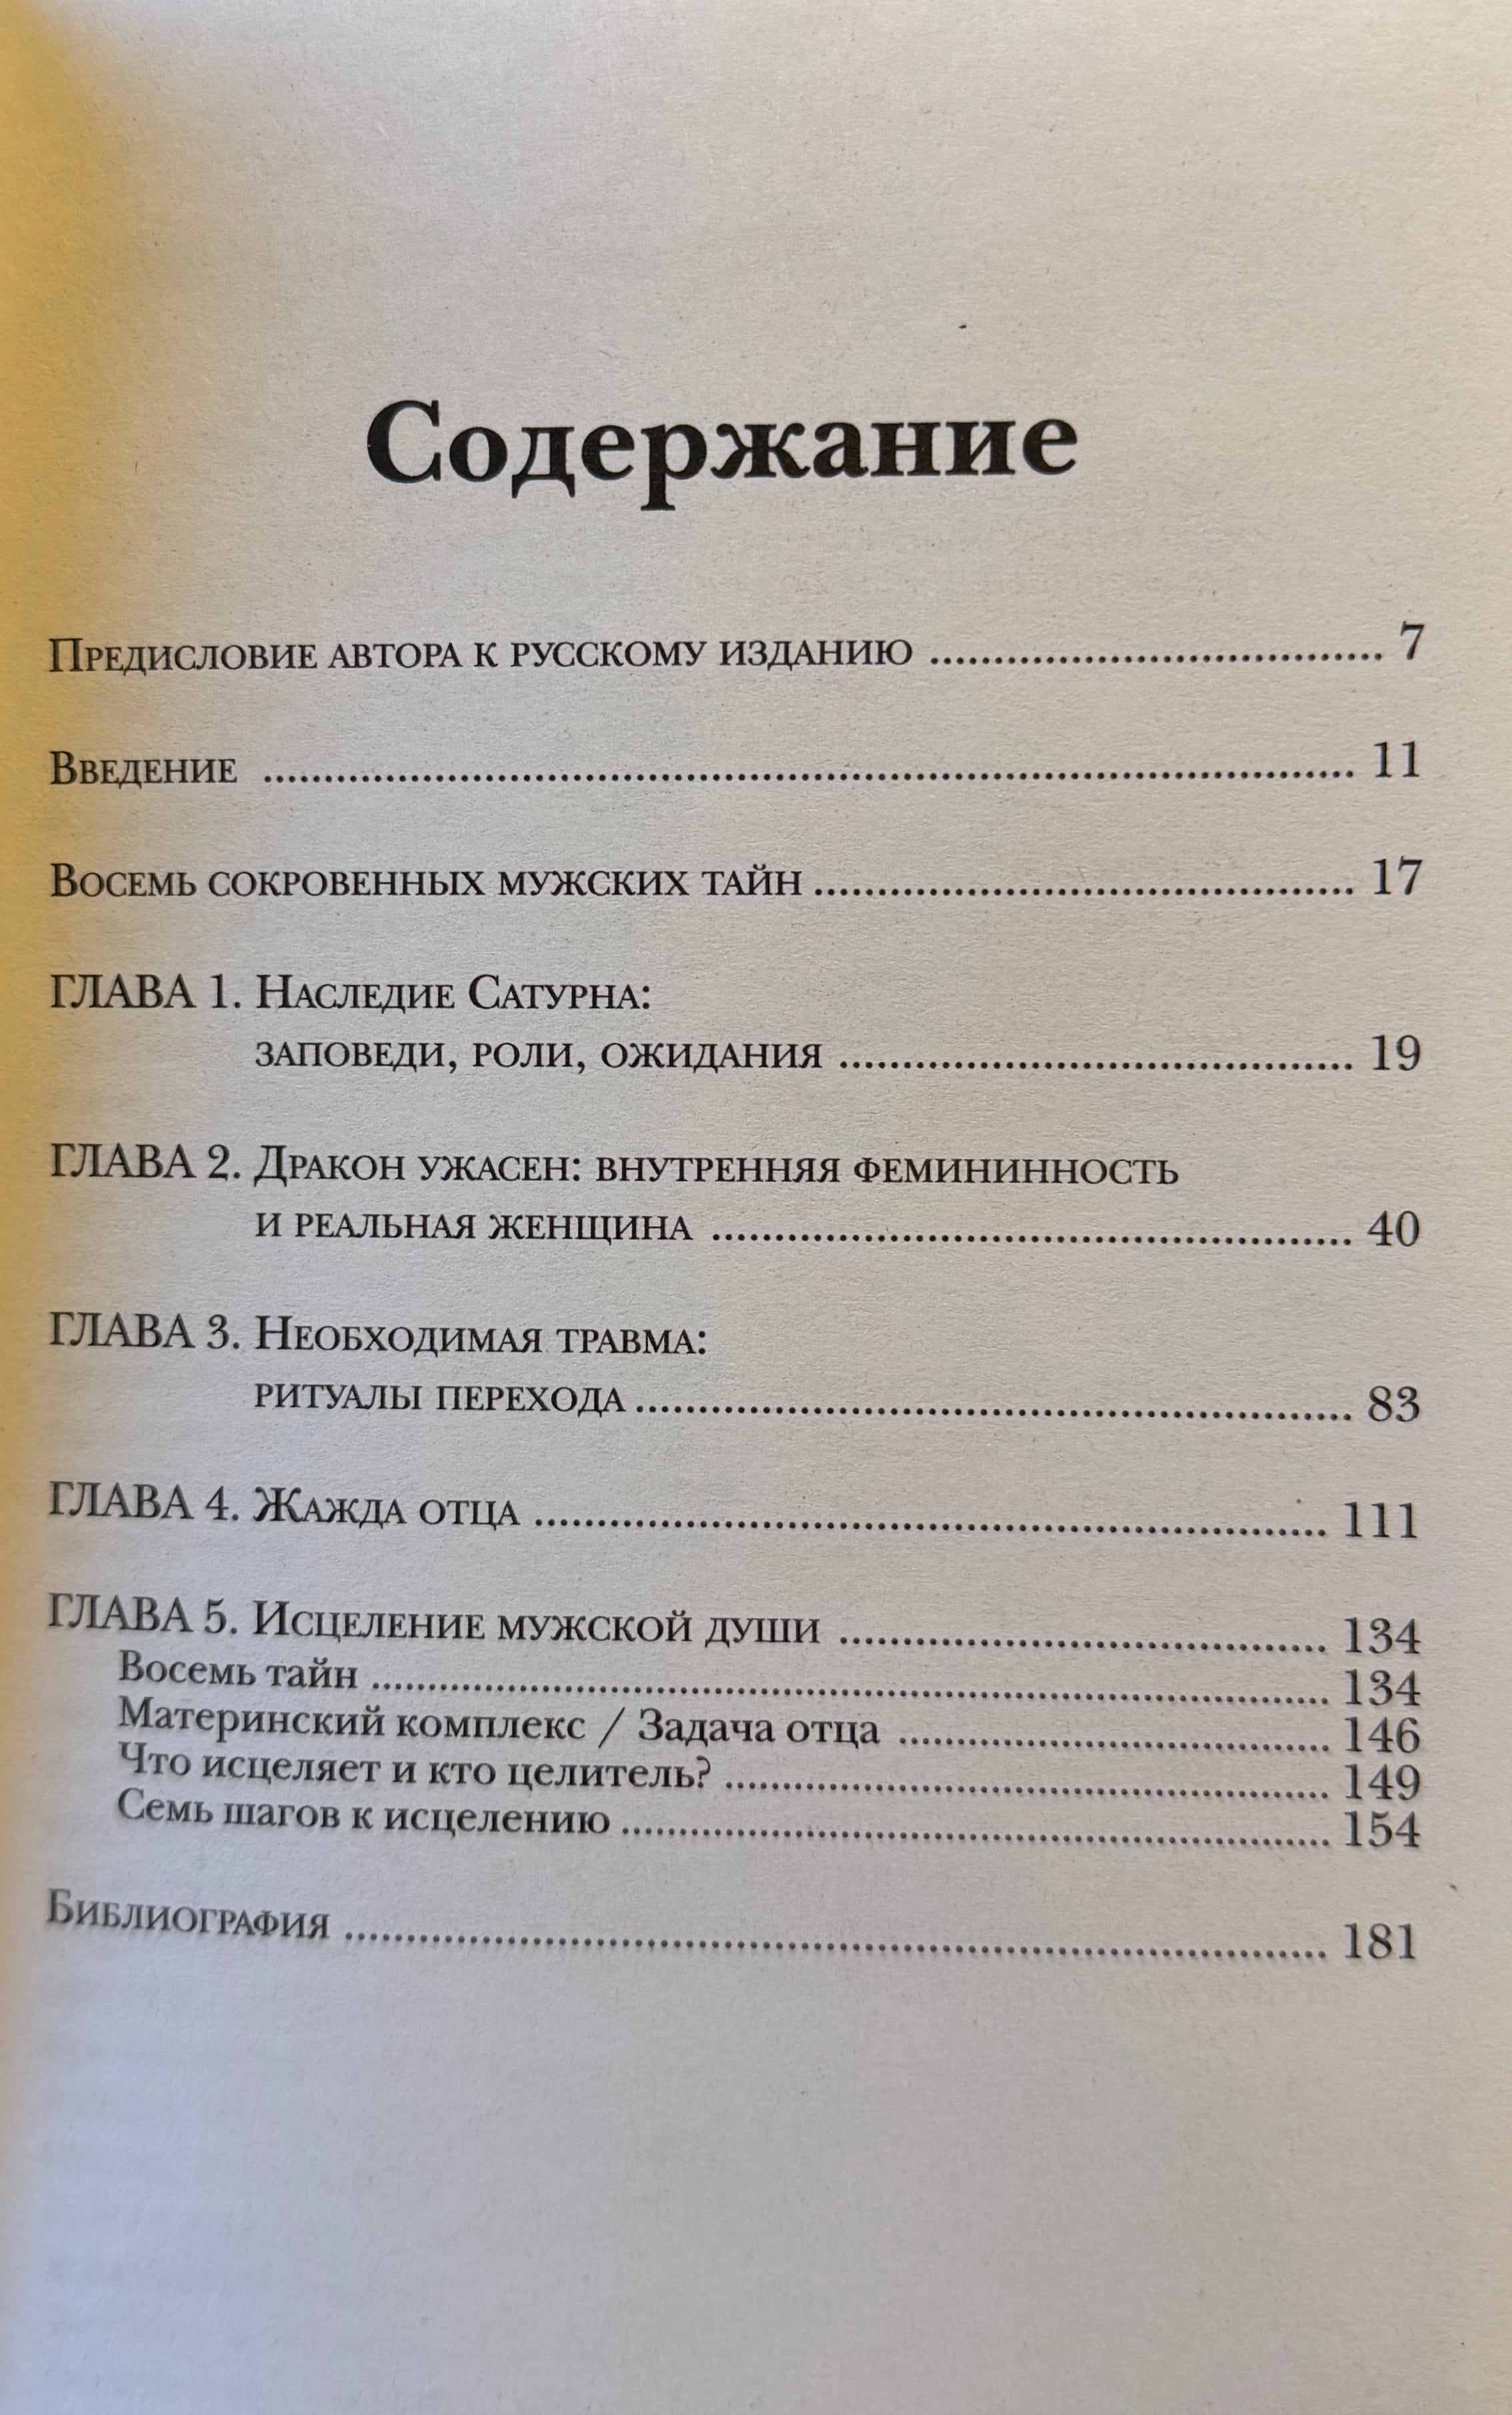 Содержание
Предисловие автора к русскому изданию .................................... 7
Введение .................................................................................... 11
Восемь сокровенных мужских тайн ........................................... 17
ГЛАВА 1. Наследие Сатурна:
заповеди, роли, ожидания ......................................... 19
ГЛАВА 2. Дракон ужасен: внутренняя фемининность
и реальная женщина ................................................... 40
ГЛАВА 3. Необходимая травма:
ритуалы перехода ......................................................... 83
ГЛАВА 4. Жажда отца ............................................................... 111
ГЛАВА 5. Исцеление мужской души ....................................... 134
Восемь тайн ............................................................................. 134
Материнский комплекс / Задача отца ................................... 146
Что исцеляет и кто целитель? ................................................. 149
Семь шагов к исцелению ......................................................... 154
Библиография .............................................................................. 181